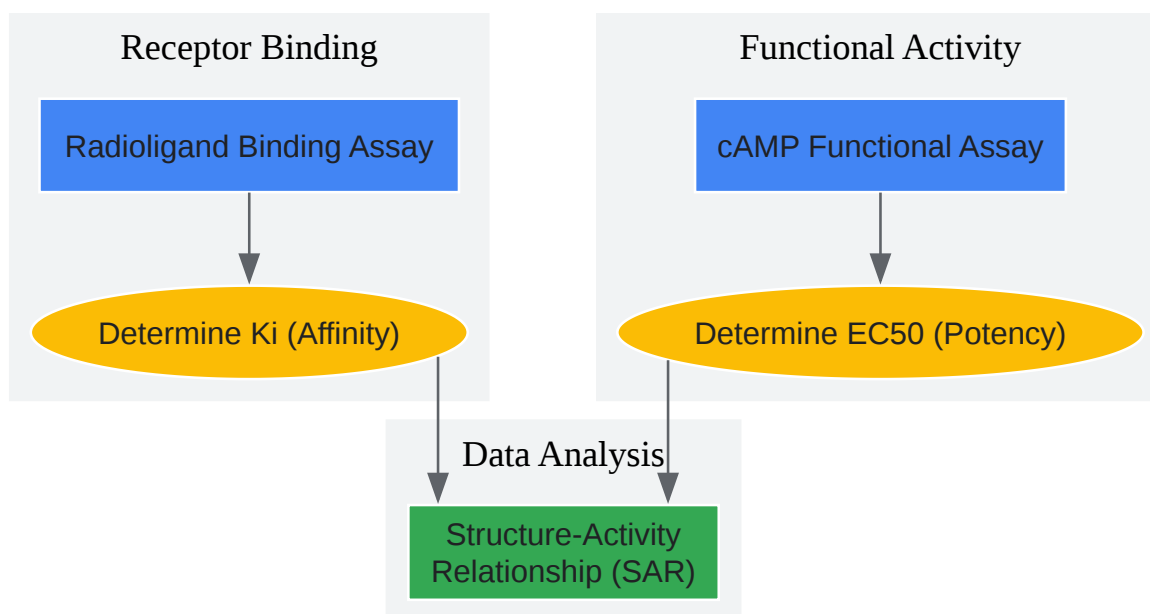 Receptor Binding
Functional Activity
Radioligand Binding Assay
cAMP Functional Assay
Determine Ki (Affinity)
Determine EC50 (Potency)
Data Analysis
Structure-Activity
Relationship (SAR)